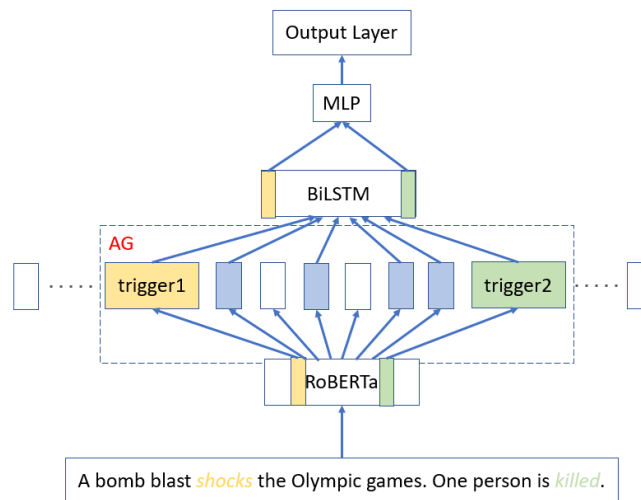 Output Layer
MLP
BiLSTM
AG
trigger1
trigger2
RoBERTa
A bomb blast shocks the Olympic games. One person is killed.